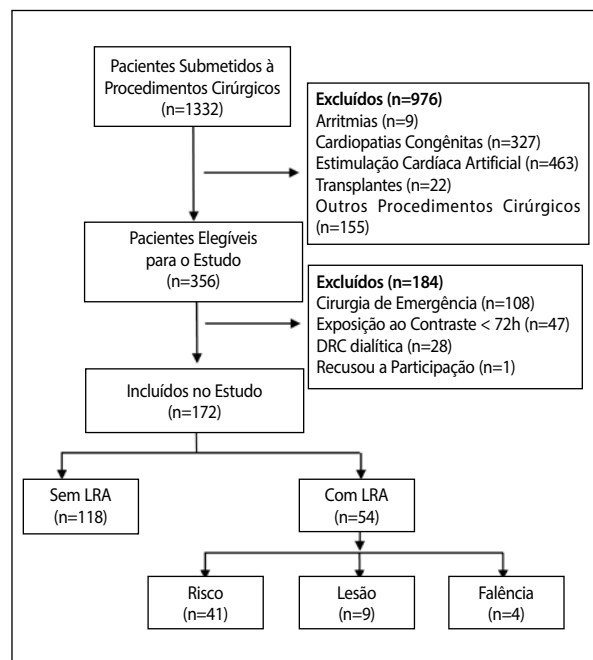 Pacientes Submetidos à
Procedimentos Cirúrgicos
(n=1332)
Excluídos (n=976)
Arritmias (n=9)
Cardiopatias Congênitas (n=327)
Estimulação Cardíaca Artificial (n=463)
Transplantes (n=22)
Outros Procedimentos Cirúrgicos
(n=155)
Pacientes Elegíveis
para o Estudo
(n=356)
Excluídos (n=184)
Cirurgia de Emergência (n=108)
Exposição ao Contraste < 72h (n=47)
DRC dialítica (n=28)
Recusou a Participação (n=1)
Incluídos no Estudo
(n=172)
Sem LRA
(n=118)
Com LRA
(n=54)
Risco
(n=41)
Lesão
(n=9)
Falência
(n=4)